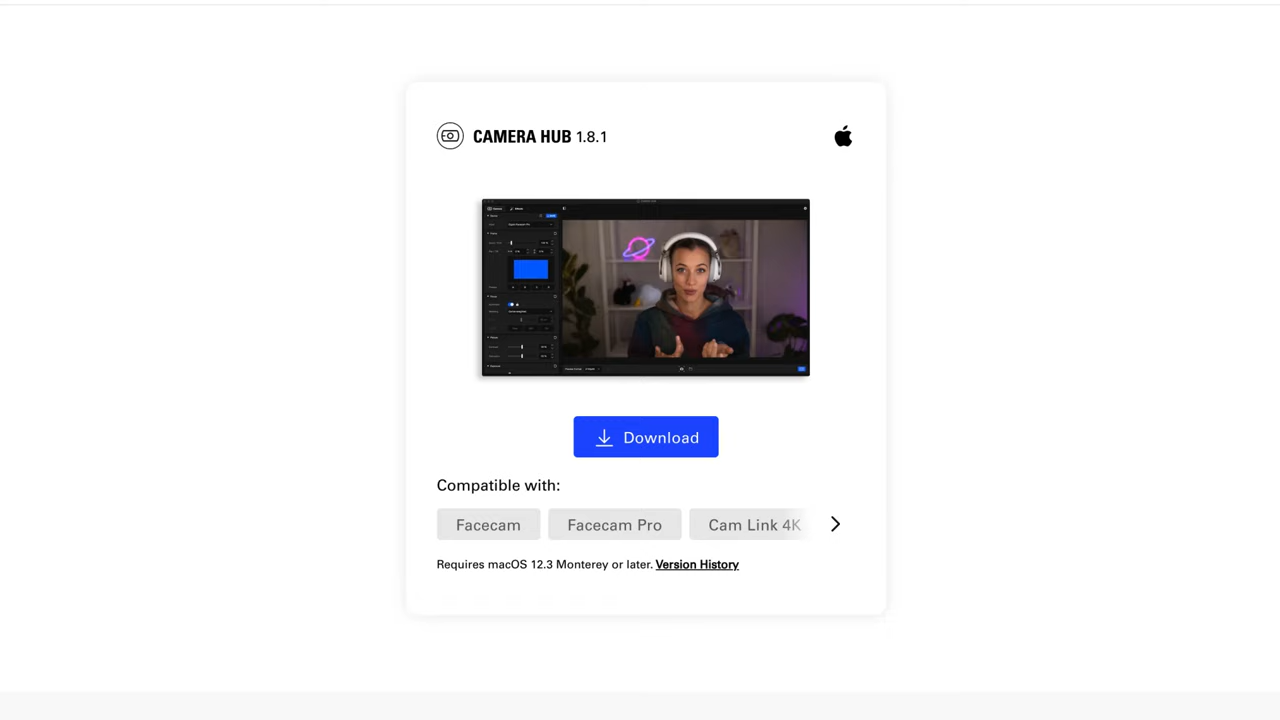 CAMERA HUB 1.8.1
Download
Compatible with:
Facecam
Facecam Pro
Cam Link 4K
Requires macOS 12.3 Monterey or later. Version History